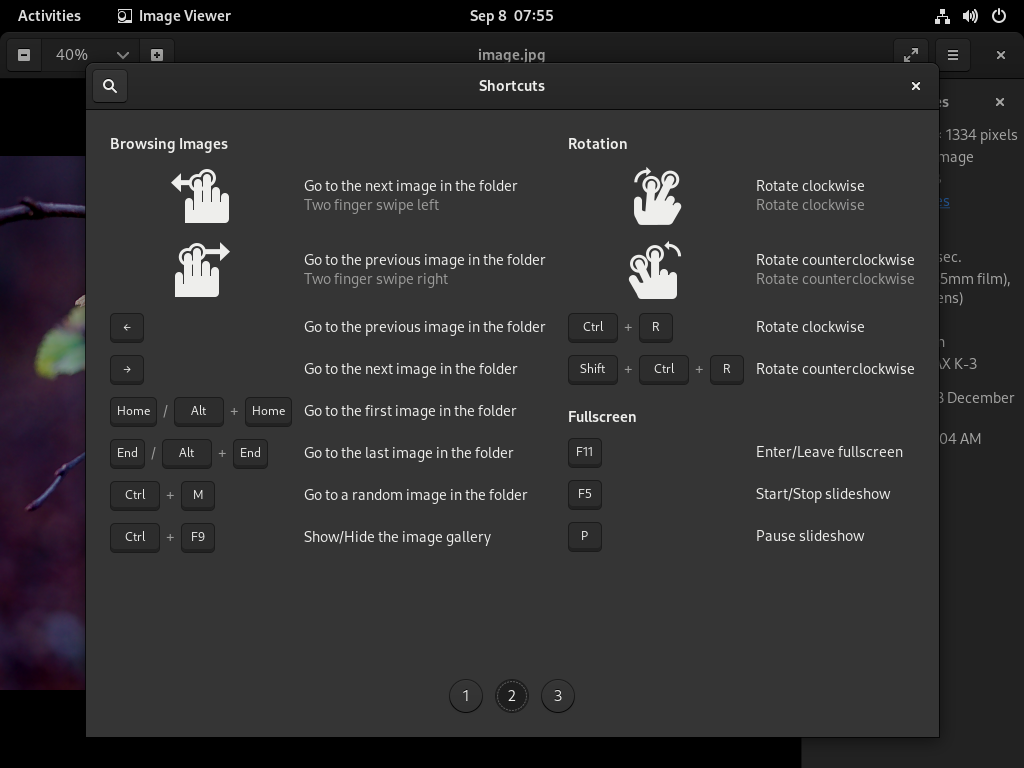 Activities
Image Viewer
Sep 8 07:55
40%
image.jpg
Shortcuts
Browsing Images
Go to the next image in the folder
Two finger swipe left
Go to the previous image in the folder
Two finger swipe right
← Go to the previous image in the folder
→ Go to the next image in the folder
Home / Alt + Home Go to the first image in the folder
End / Alt + End Go to the last image in the folder
Ctrl + M Go to a random image in the folder
Ctrl + F9 Show/Hide the image gallery
Rotation
Rotate clockwise
Rotate clockwise
Rotate counterclockwise
Rotate counterclockwise
Ctrl + R Rotate clockwise
Shift + Ctrl + R Rotate counterclockwise
Fullscreen
F11 Enter/Leave fullscreen
F5 Start/Stop slideshow
P Pause slideshow
1 2 3
1334 pixels
sec.
5mm film),
K-3
December
04 AM